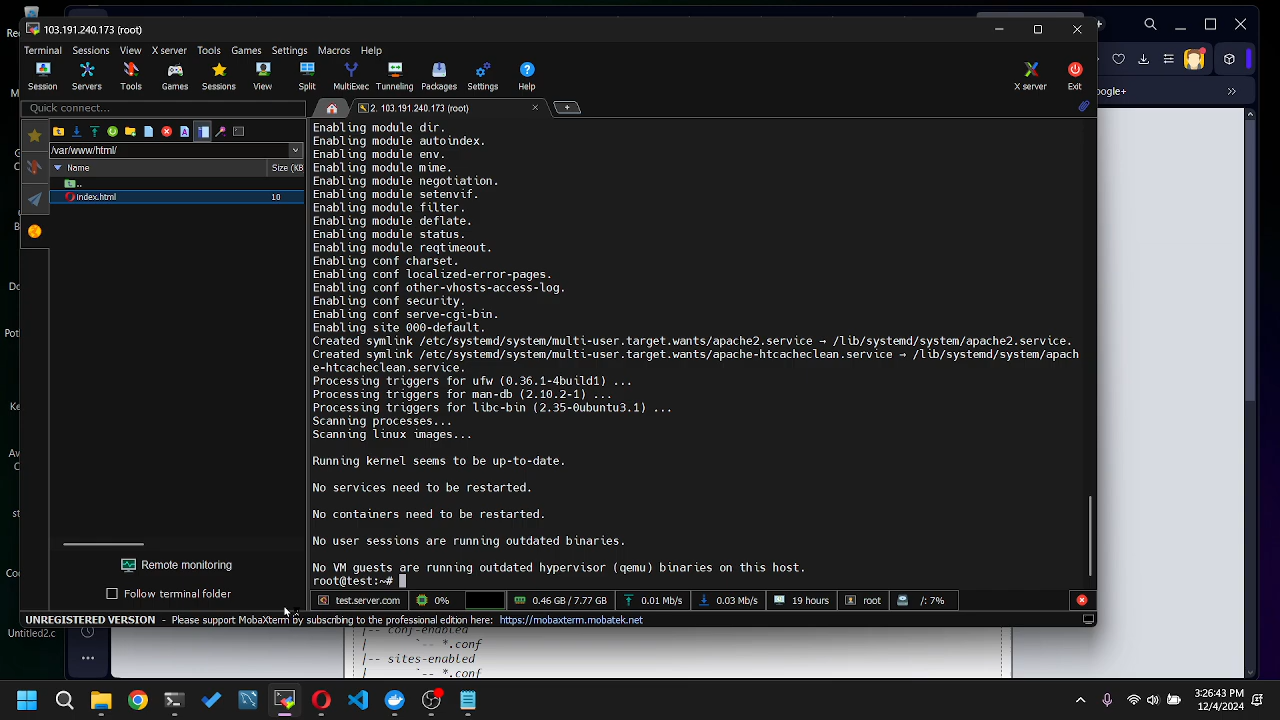 103.191.240.173 (root)
Terminal Sessions View X server Tools Games Settings Macros Help
Session Servers Tools Games Sessions View Split MultiExec Tunneling Packages Settings Help X server Exit
oogle+
Quick connect...
2. 103.191.240.173 (root)
/var/www/html/
Name Size (KB
..
index.html 10
Enabling module dir.
Enabling module autoindex.
Enabling module env.
Enabling module mime.
Enabling module negotiation.
Enabling module setenvif.
Enabling module filter.
Enabling module deflate.
Enabling module status.
Enabling module reqtimeout.
Enabling conf charset.
Enabling conf localized-error-pages.
Enabling conf other-vhosts-access-log.
Enabling conf security.
Enabling conf serve-cgi-bin.
Enabling site 000-default.
Created symlink /etc/systemd/system/multi-user.target.wants/apache2.service → /lib/systemd/system/apache2.service.
Created symlink /etc/systemd/system/multi-user.target.wants/apache-htcacheclean.service → /lib/systemd/system/apach
e-htcacheclean.service.
Processing triggers for ufw (0.36.1-4build1) ...
Processing triggers for man-db (2.10.2-1) ...
Processing triggers for libc-bin (2.35-0ubuntu3.1) ...
Scanning processes...
Scanning linux images...
Running kernel seems to be up-to-date.
No services need to be restarted.
No containers need to be restarted.
No user sessions are running outdated binaries.
No VM guests are running outdated hypervisor (qemu) binaries on this host.
root@test:~#
Remote monitoring
Follow terminal folder
test.server.com 0% 0.46 GB / 7.77 GB 0.01 Mb/s 0.03 Mb/s 19 hours root /: 7%
UNREGISTERED VERSION - Please support MobaXterm by subscribing to the professional edition here: https://mobaxterm.mobatek.net
Untitled2.c
|-- conf-enabled
| `-- *.conf
|-- sites-enabled
`-- *.conf
3:26:43 PM
12/4/2024